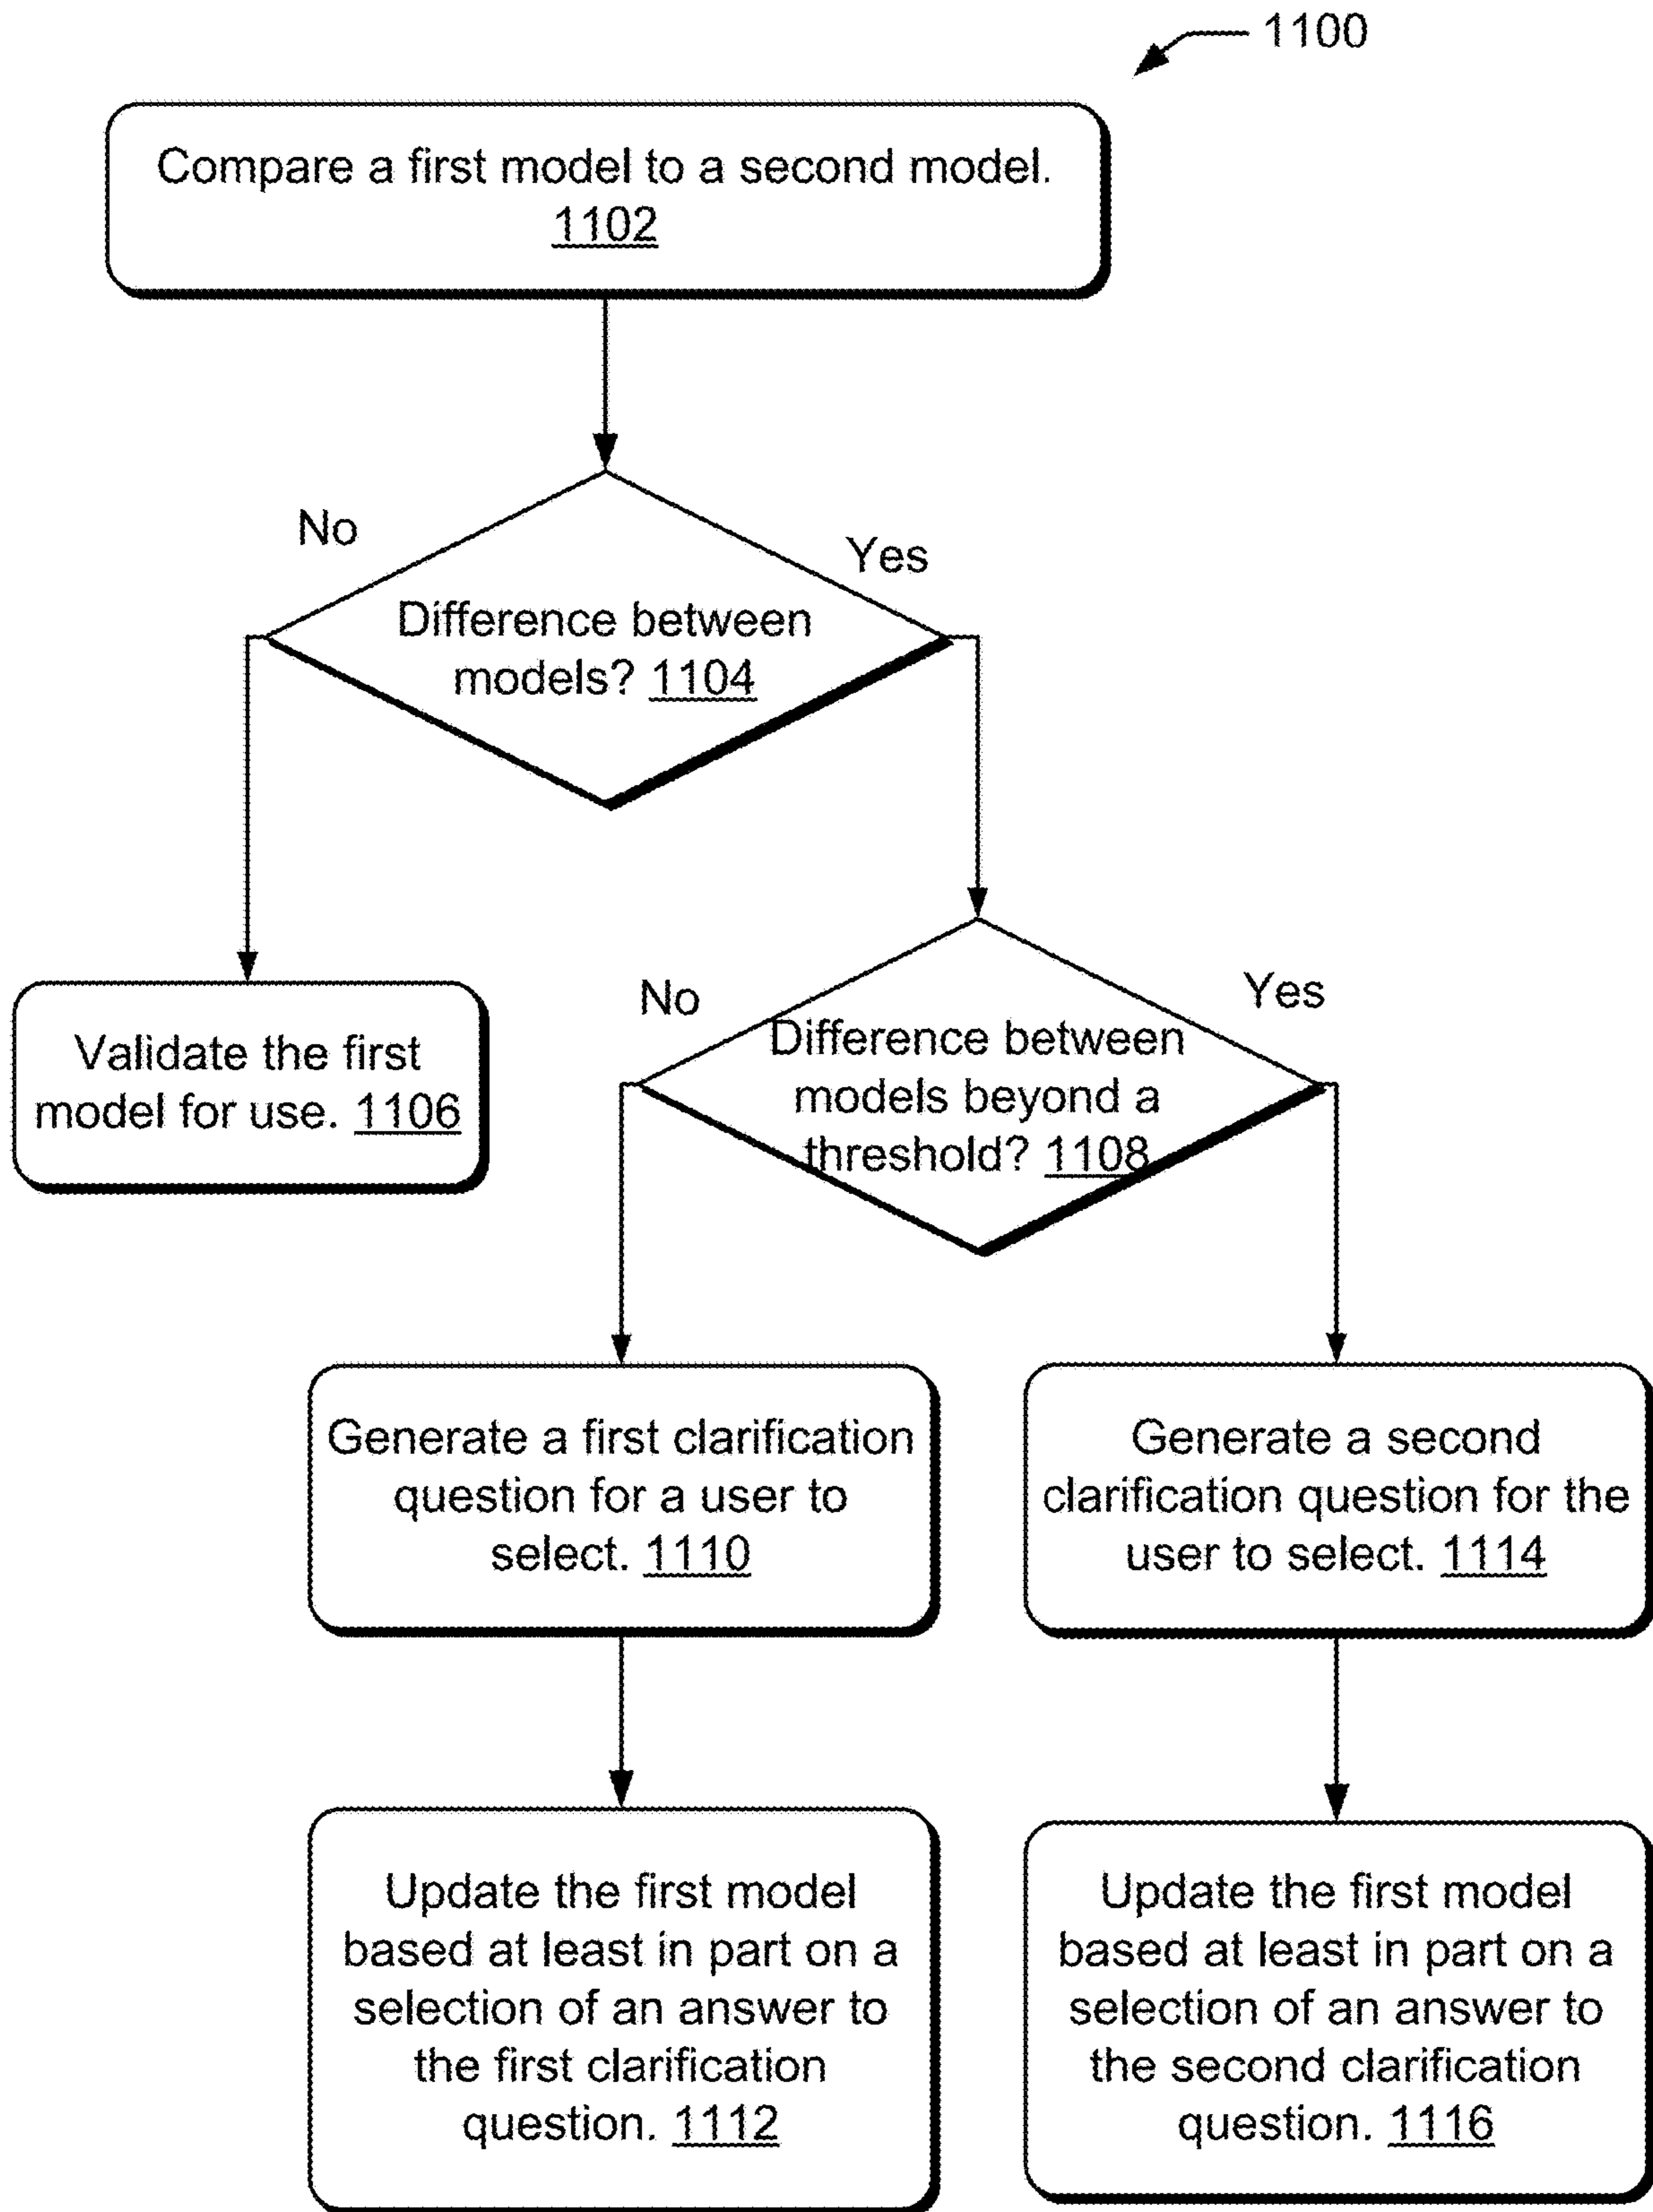 1100
Compare a first model to a second model.
1102
No
Yes
Difference between
models? 1104
Validate the first
model for use. 1106
No
Yes
Difference between
models beyond a
threshold? 1108
Generate a first clarification
question for a user to
select. 1110
Generate a second
clarification question for the
user to select. 1114
Update the first model
based at least in part on a
selection of an answer to
the first clarification
question. 1112
Update the first model
based at least in part on a
selection of an answer to
the second clarification
question. 1116